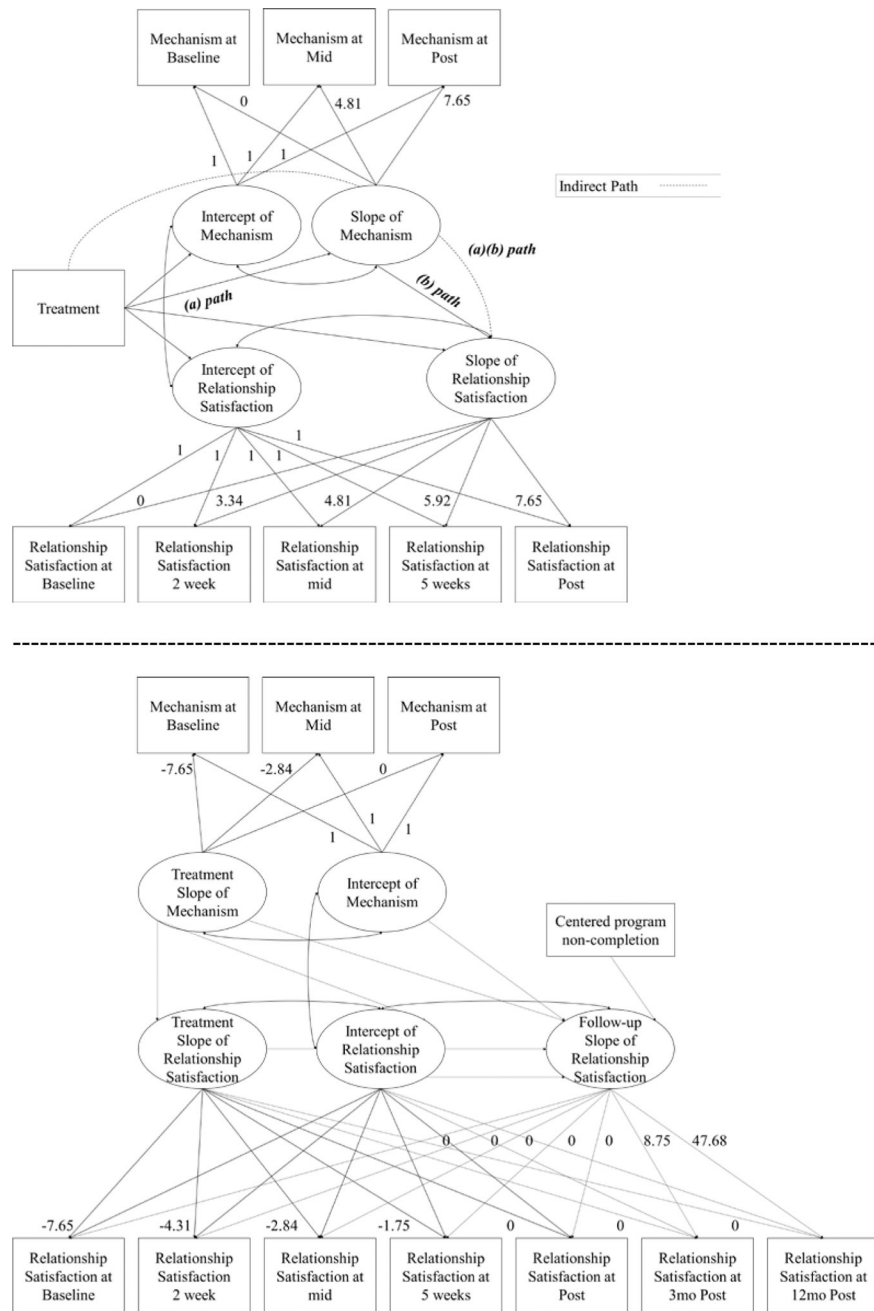 Mechanism at
Baseline
Mechanism at
Mid
Mechanism at
Post
0
4.81
7.65
1
1
1
Indirect Path
Intercept of
Mechanism
Slope of
Mechanism
(a)(b) path
(b) path
(a) path
Treatment
Intercept of
Relationship
Satisfaction
Slope of
Relationship
Satisfaction
1
1
1
1
1
0
3.34
4.81
5.92
7.65
Relationship
Satisfaction at
Baseline
Relationship
Satisfaction
2 week
Relationship
Satisfaction at
mid
Relationship
Satisfaction at
5 weeks
Relationship
Satisfaction at
Post
Mechanism at
Baseline
Mechanism at
Mid
Mechanism at
Post
-7.65
-2.84
0
1
1
1
Treatment
Slope of
Mechanism
Intercept of
Mechanism
Centered program
non-completion
Treatment
Slope of
Relationship
Satisfaction
Intercept of
Relationship
Satisfaction
Follow-up
Slope of
Relationship
Satisfaction
0
0
0
0
0
8.75
47.68
-7.65
-4.31
-2.84
-1.75
0
0
0
Relationship
Satisfaction at
Baseline
Relationship
Satisfaction
2 week
Relationship
Satisfaction at
mid
Relationship
Satisfaction at
5 weeks
Relationship
Satisfaction at
Post
Relationship
Satisfaction at
3mo Post
Relationship
Satisfaction at
12mo Post